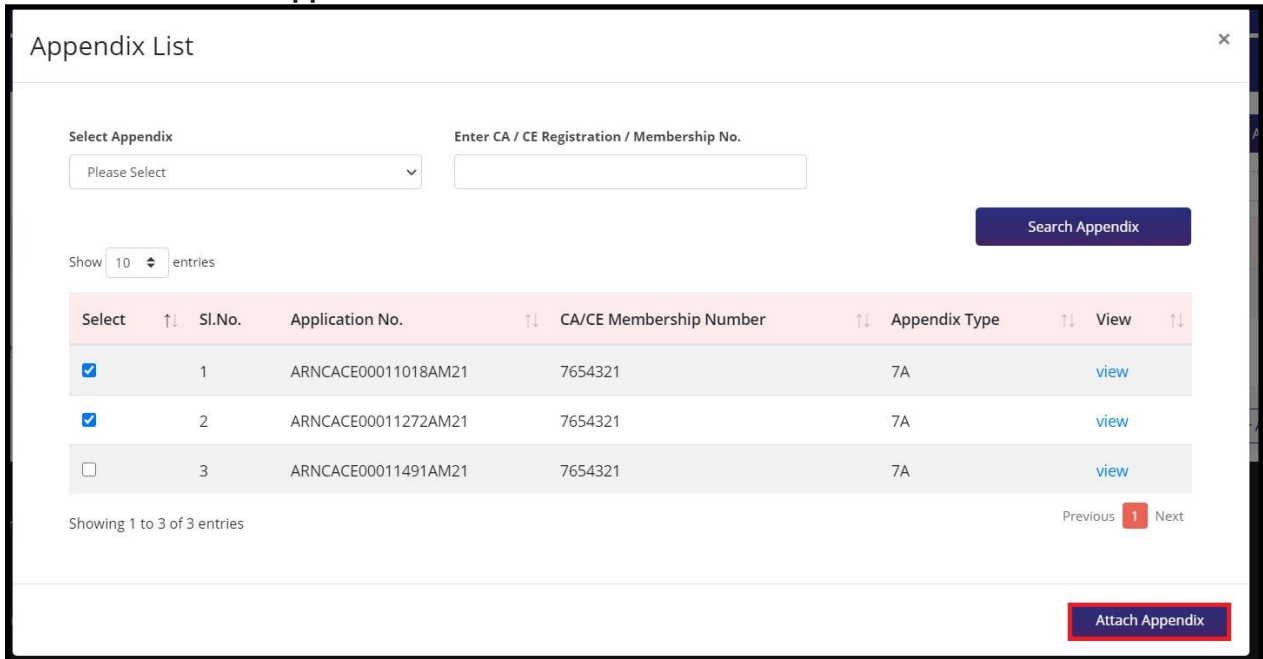 Appendix List
×
Select Appendix Enter CA / CE Registration / Membership No.
Please Select
Search Appendix
Show 10 entries
Select Sl.No. Application No. CA/CE Membership Number Appendix Type View
1 ARNCACE00011018AM21 7654321 7A view
2 ARNCACE00011272AM21 7654321 7A view
3 ARNCACE00011491AM21 7654321 7A view
Showing 1 to 3 of 3 entries Previous 1 Next
Attach Appendix